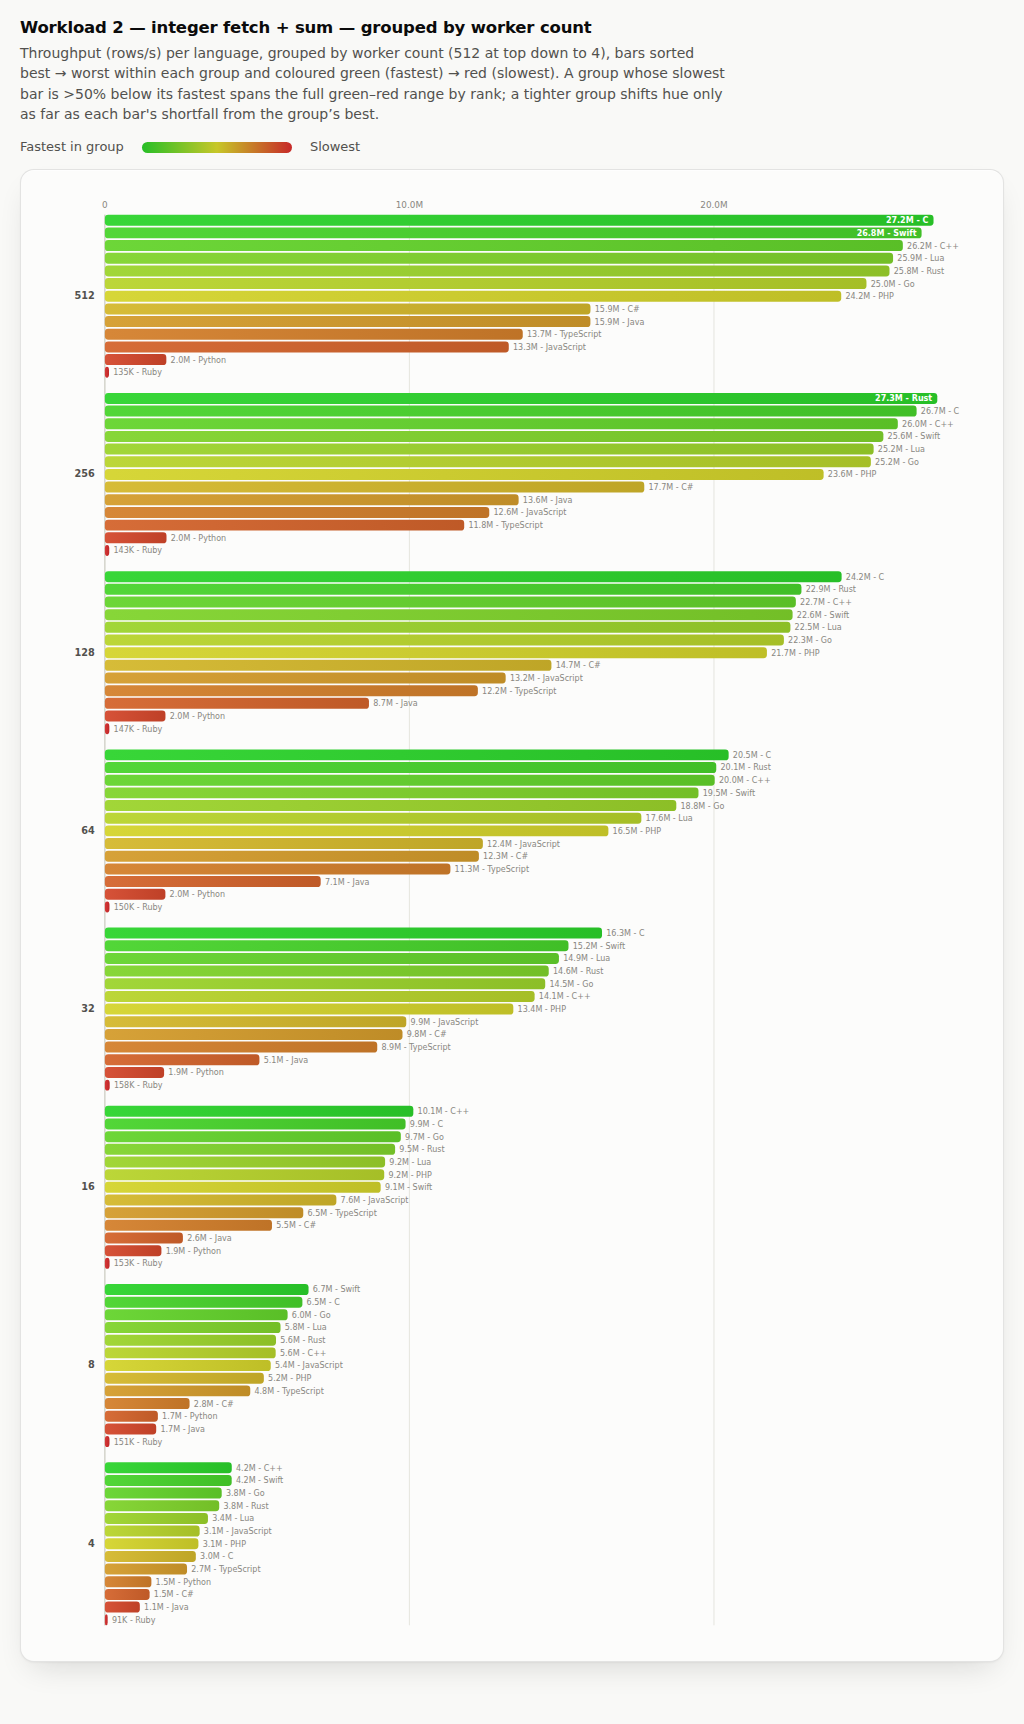 Workload 2 — integer fetch + sum — grouped by worker count
Throughput (rows/s) per language, grouped by worker count (512 at top down to 4), bars sorted
best → worst within each group and coloured green (fastest) → red (slowest). A group whose slowest
bar is >50% below its fastest spans the full green–red range by rank; a tighter group shifts hue only
as far as each bar's shortfall from the group’s best.
Fastest in group Slowest
0 10.0M 20.0M
512
27.2M - C
26.8M - Swift
26.2M - C++
25.9M - Lua
25.8M - Rust
25.0M - Go
24.2M - PHP
15.9M - C#
15.9M - Java
13.7M - TypeScript
13.3M - JavaScript
2.0M - Python
135K - Ruby
256
27.3M - Rust
26.7M - C
26.0M - C++
25.6M - Swift
25.2M - Lua
25.2M - Go
23.6M - PHP
17.7M - C#
13.6M - Java
12.6M - JavaScript
11.8M - TypeScript
2.0M - Python
143K - Ruby
128
24.2M - C
22.9M - Rust
22.7M - C++
22.6M - Swift
22.5M - Lua
22.3M - Go
21.7M - PHP
14.7M - C#
13.2M - JavaScript
12.2M - TypeScript
8.7M - Java
2.0M - Python
147K - Ruby
64
20.5M - C
20.1M - Rust
20.0M - C++
19.5M - Swift
18.8M - Go
17.6M - Lua
16.5M - PHP
12.4M - JavaScript
12.3M - C#
11.3M - TypeScript
7.1M - Java
2.0M - Python
150K - Ruby
32
16.3M - C
15.2M - Swift
14.9M - Lua
14.6M - Rust
14.5M - Go
14.1M - C++
13.4M - PHP
9.9M - JavaScript
9.8M - C#
8.9M - TypeScript
5.1M - Java
1.9M - Python
158K - Ruby
16
10.1M - C++
9.9M - C
9.7M - Go
9.5M - Rust
9.2M - Lua
9.2M - PHP
9.1M - Swift
7.6M - JavaScript
6.5M - TypeScript
5.5M - C#
2.6M - Java
1.9M - Python
153K - Ruby
8
6.7M - Swift
6.5M - C
6.0M - Go
5.8M - Lua
5.6M - Rust
5.6M - C++
5.4M - JavaScript
5.2M - PHP
4.8M - TypeScript
2.8M - C#
1.7M - Python
1.7M - Java
151K - Ruby
4
4.2M - C++
4.2M - Swift
3.8M - Go
3.8M - Rust
3.4M - Lua
3.1M - JavaScript
3.1M - PHP
3.0M - C
2.7M - TypeScript
1.5M - Python
1.5M - C#
1.1M - Java
91K - Ruby